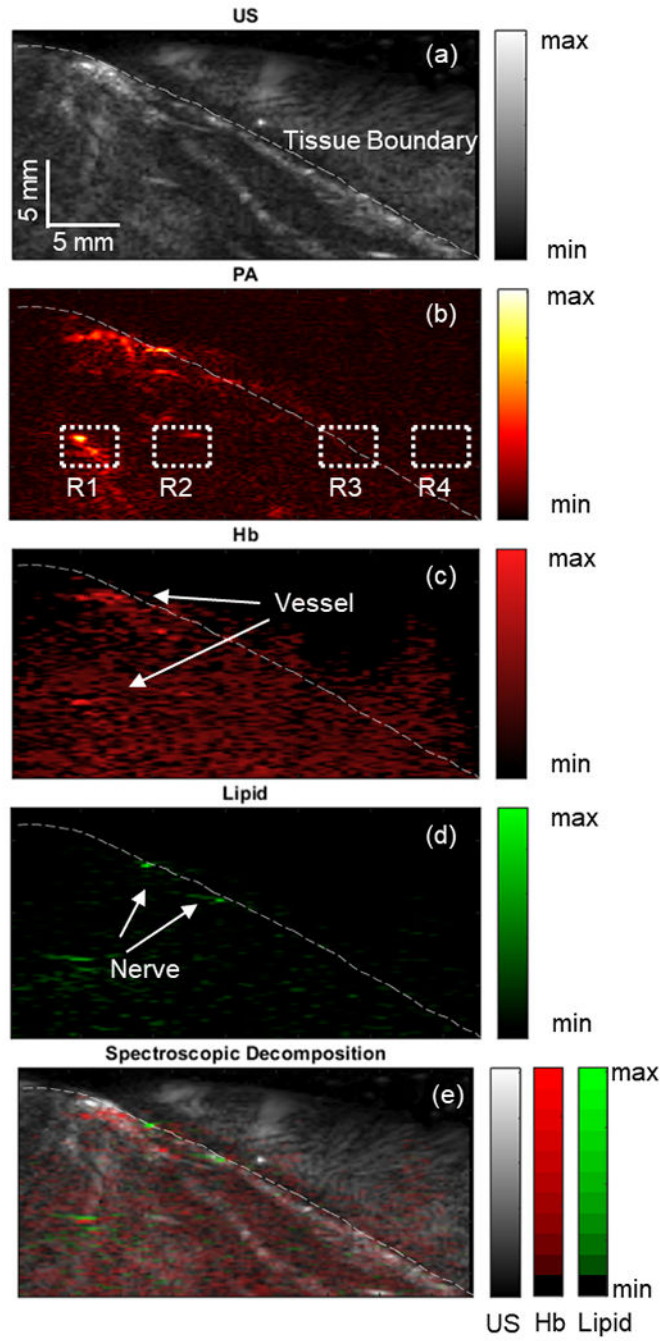 US
(a)
max
Tissue Boundary
5 mm
5 mm
min
PA
(b)
max
R1
R2
R3
R4
min
Hb
(c)
max
Vessel
min
Lipid
(d)
max
Nerve
min
Spectroscopic Decomposition
(e)
max
min
US
Hb
Lipid